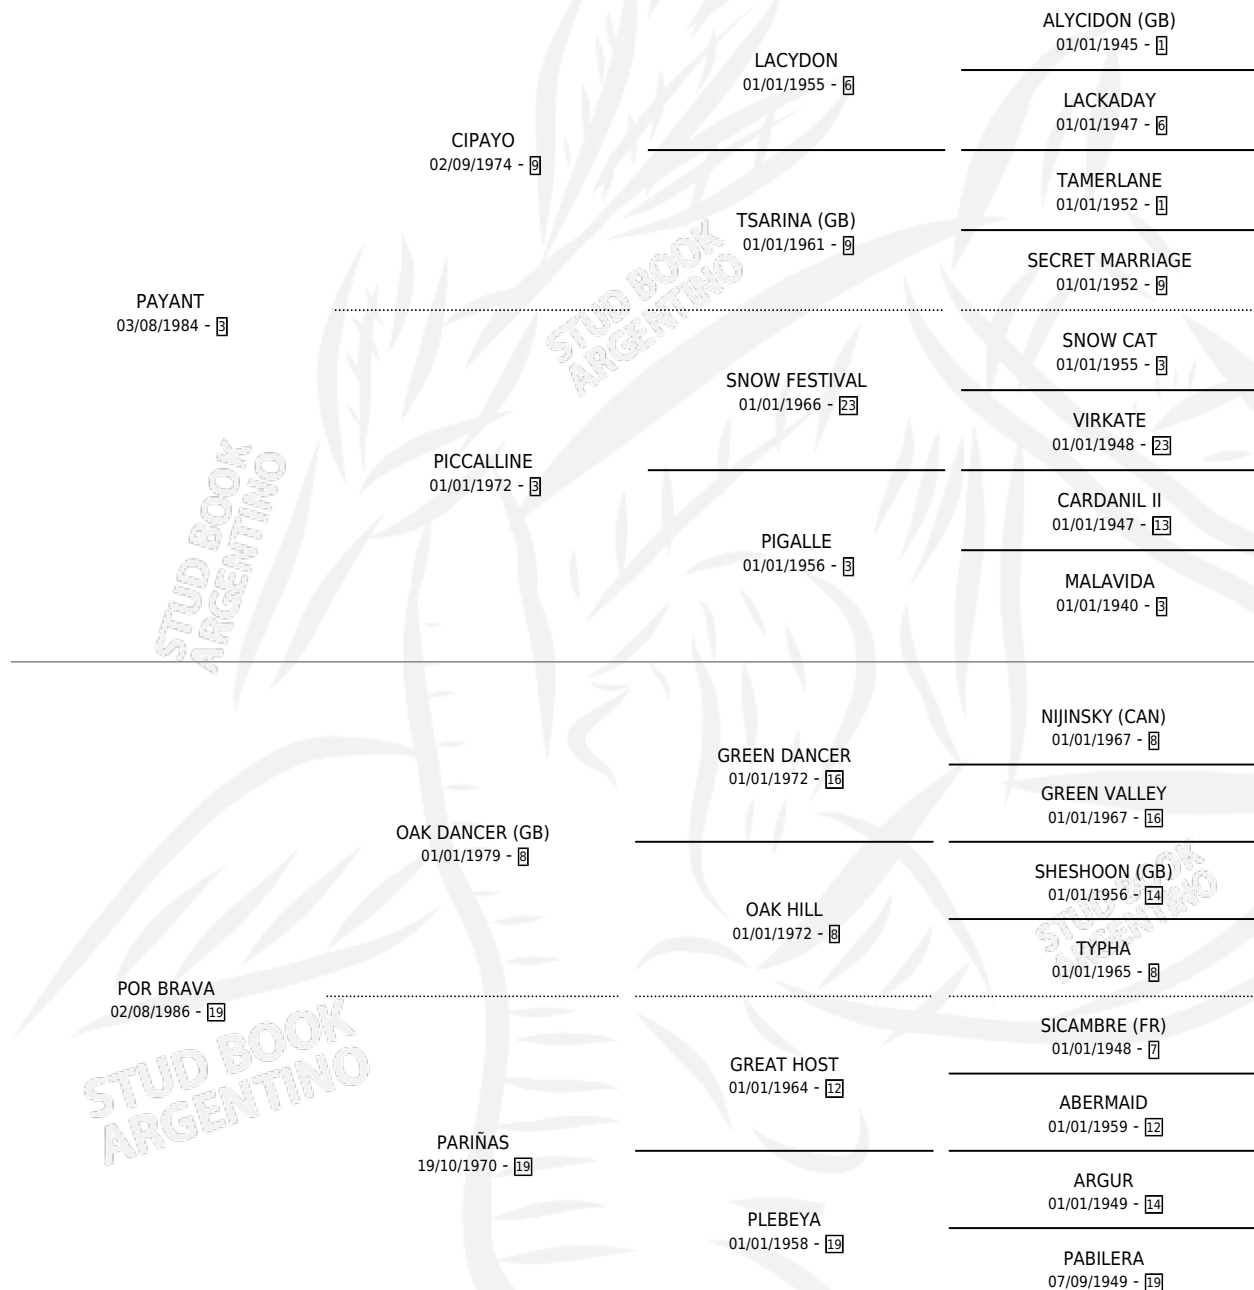 ALYCIDON (GB)
01/01/1945 - 1
LACYDON
01/01/1955 - 6
LACKADAY
01/01/1947 - 6
CIPAYO
02/09/1974 - 9
TAMERLANE
01/01/1952 - 1
TSARINA (GB)
01/01/1961 - 9
SECRET MARRIAGE
01/01/1952 - 9
PAYANT
03/08/1984 - 3
STUD BOOK
ARGENTINO
SNOW CAT
01/01/1955 - 3
SNOW FESTIVAL
01/01/1966 - 23
VIRKATE
01/01/1948 - 23
PICCALLINE
01/01/1972 - 3
CARDANIL II
01/01/1947 - 13
PIGALLE
01/01/1956 - 3
MALAVIDA
01/01/1940 - 3
STUD BOOK
ARGENTINO
NIJINSKY (CAN)
01/01/1967 - 8
GREEN DANCER
01/01/1972 - 16
GREEN VALLEY
01/01/1967 - 16
OAK DANCER (GB)
01/01/1979 - 8
SHESHOON (GB)
01/01/1956 - 14
OAK HILL
01/01/1972 - 8
STUD BOOK
ARGENTINO
TYPHA
01/01/1965 - 8
POR BRAVA
02/08/1986 - 19
SICAMBRE (FR)
01/01/1948 - 7
GREAT HOST
01/01/1964 - 12
ABERMAID
01/01/1959 - 12
STUD BOOK
ARGENTINO
PARIÑAS
19/10/1970 - 19
ARGUR
01/01/1949 - 14
PLEBEYA
01/01/1958 - 19
PABILERA
07/09/1949 - 19